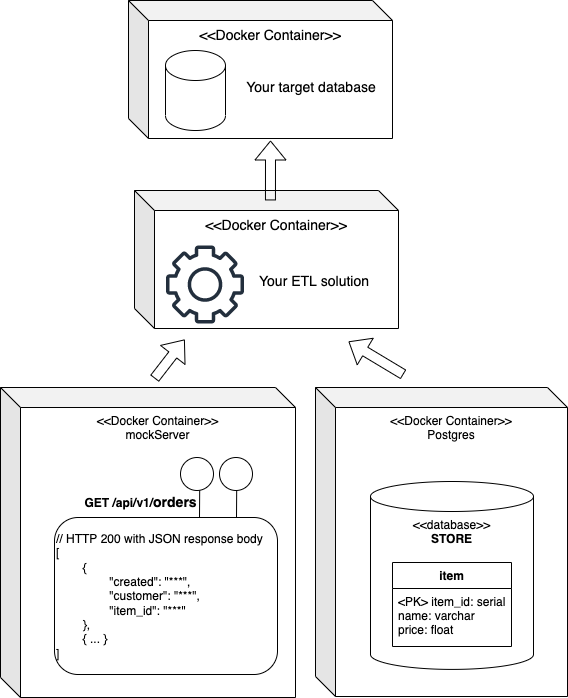 <<Docker Container>>
Your target database
<<Docker Container>>
Your ETL solution
<<Docker Container>>
mockServer
GET /api/v1/orders
// HTTP 200 with JSON response body
[
{
"created": "***",
"customer": "***",
"item_id": "***"
},
{ ... }
]
<<Docker Container>>
Postgres
<<database>>
STORE
item
<PK> item_id: serial
name: varchar
price: float